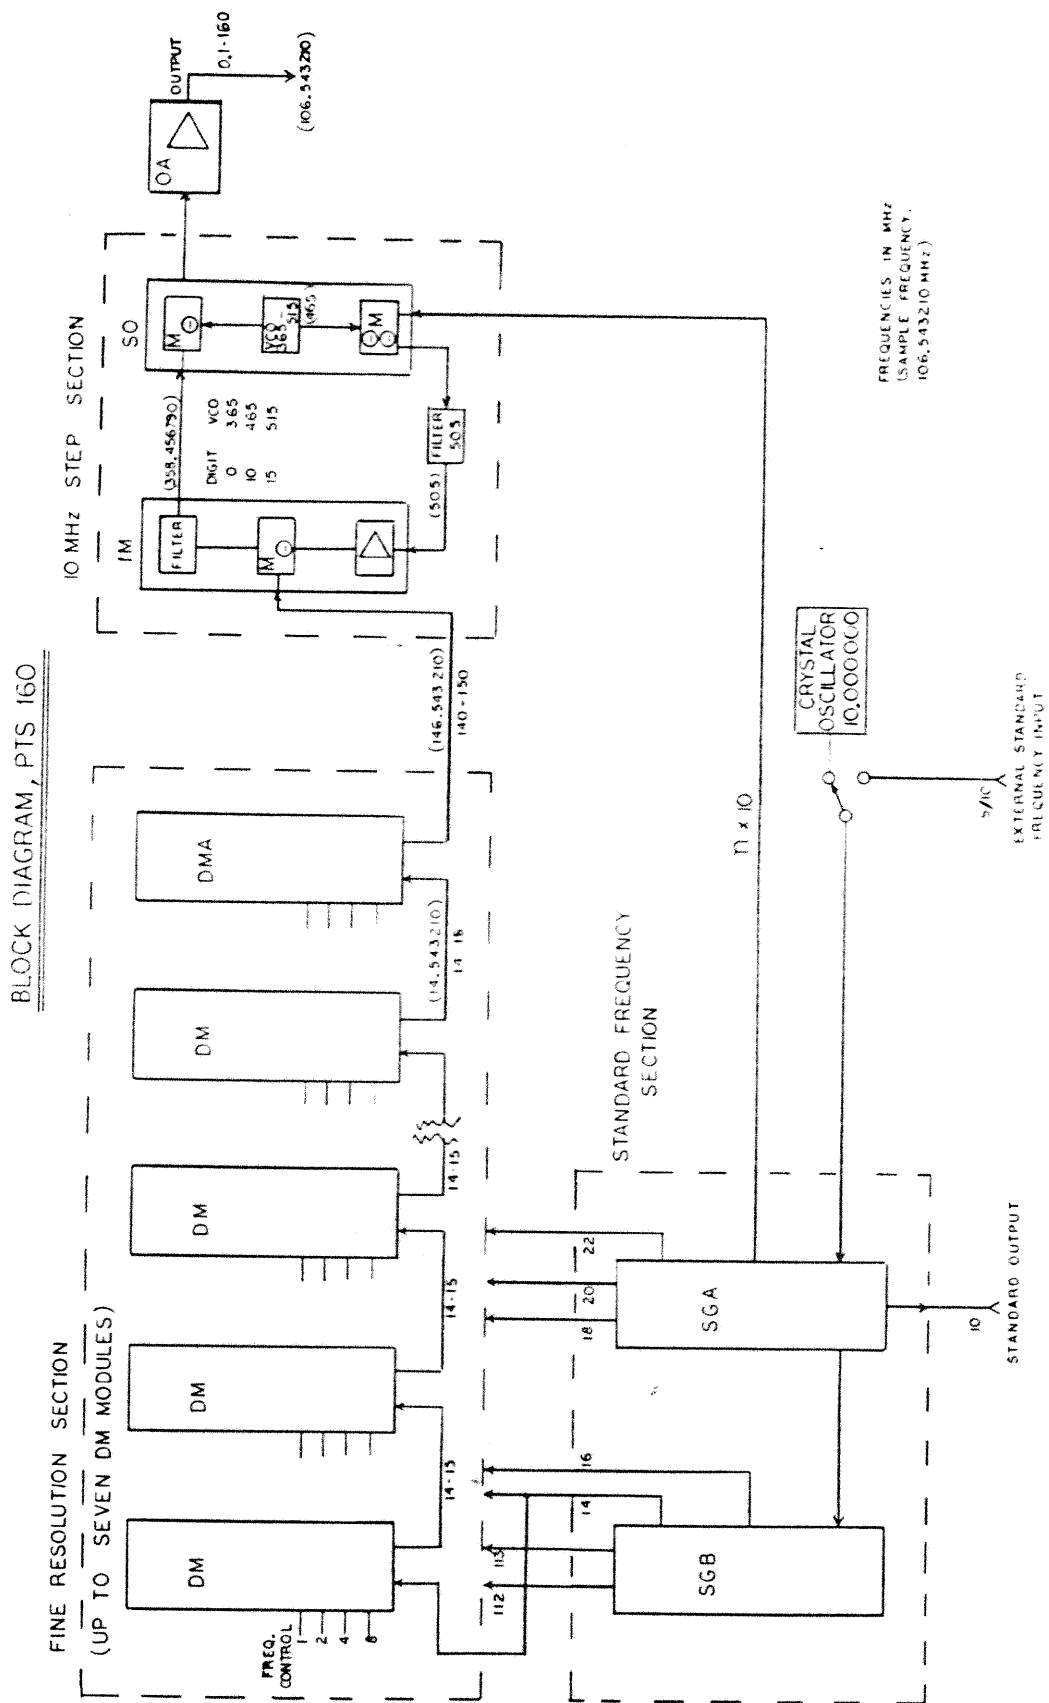 BLOCK DIAGRAM, PTS 160
FINE RESOLUTION SECTION
(UP TO SEVEN DM MODULES)
FREQ.
CONTROL
1
2
4
8
DM
14-15
DM
14-15
DM
14-15
DM
(14.543210)
14-15
DMA
(146.543210)
140-150
10 MHz STEP SECTION
IM
FILTER
M
(358.456790)
DIGIT VCO
0 365
10 465
15 515
(505)
FILTER
505
SO
M
VCO
365-
515
(465)
M
OA
OUTPUT
0.1-160
(106.543210)
112
113
14
16
18
20
22
STANDARD FREQUENCY
SECTION
SGB
SGA
n x 10
10
STANDARD OUTPUT
CRYSTAL
OSCILLATOR
10.000000
5/10
EXTERNAL STANDARD
FREQUENCY INPUT
FREQUENCIES IN MHz
(SAMPLE FREQUENCY,
106.543210 MHz)